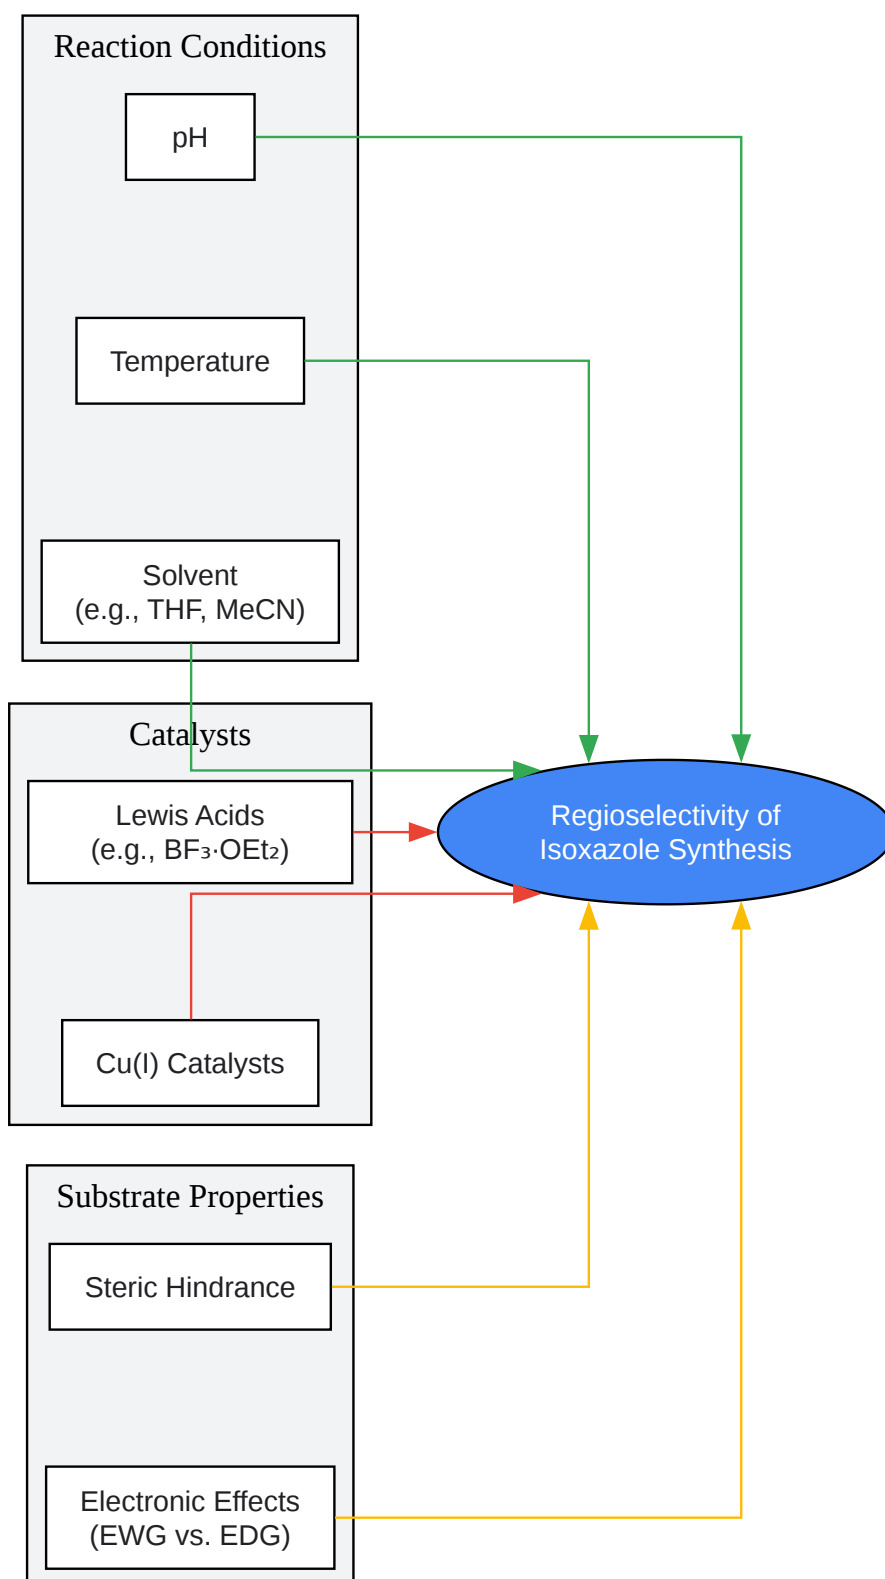 Reaction Conditions
pH
Temperature
Solvent
(e.g., THF, MeCN)
Catalysts
Lewis Acids
(e.g., BF₃·OEt₂)
Cu(I) Catalysts
Regioselectivity of
Isoxazole Synthesis
Substrate Properties
Steric Hindrance
Electronic Effects
(EWG vs. EDG)